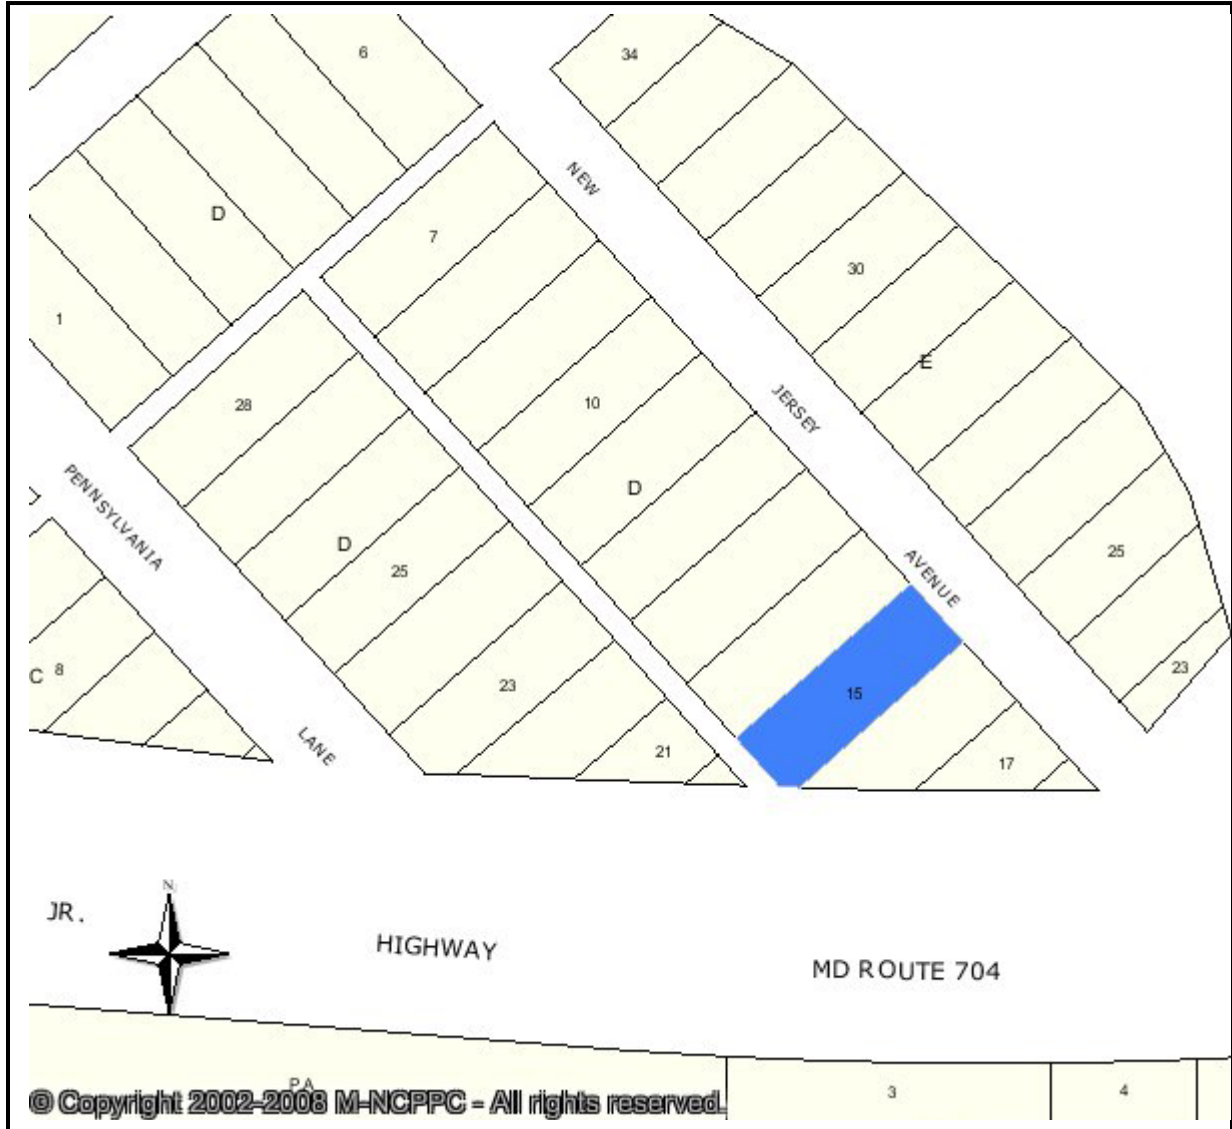 34
6
NEW
D
7
30
1
E
28
10
JERSEY
D
PENNSYLVANIA
D
25
25
AVENUE
C 8
23
15
23
LANE
21
17
N
JR.
HIGHWAY
MD ROUTE 704
P.A
3
4
© Copyright 2002-2008 M-NCPPC - All rights reserved.